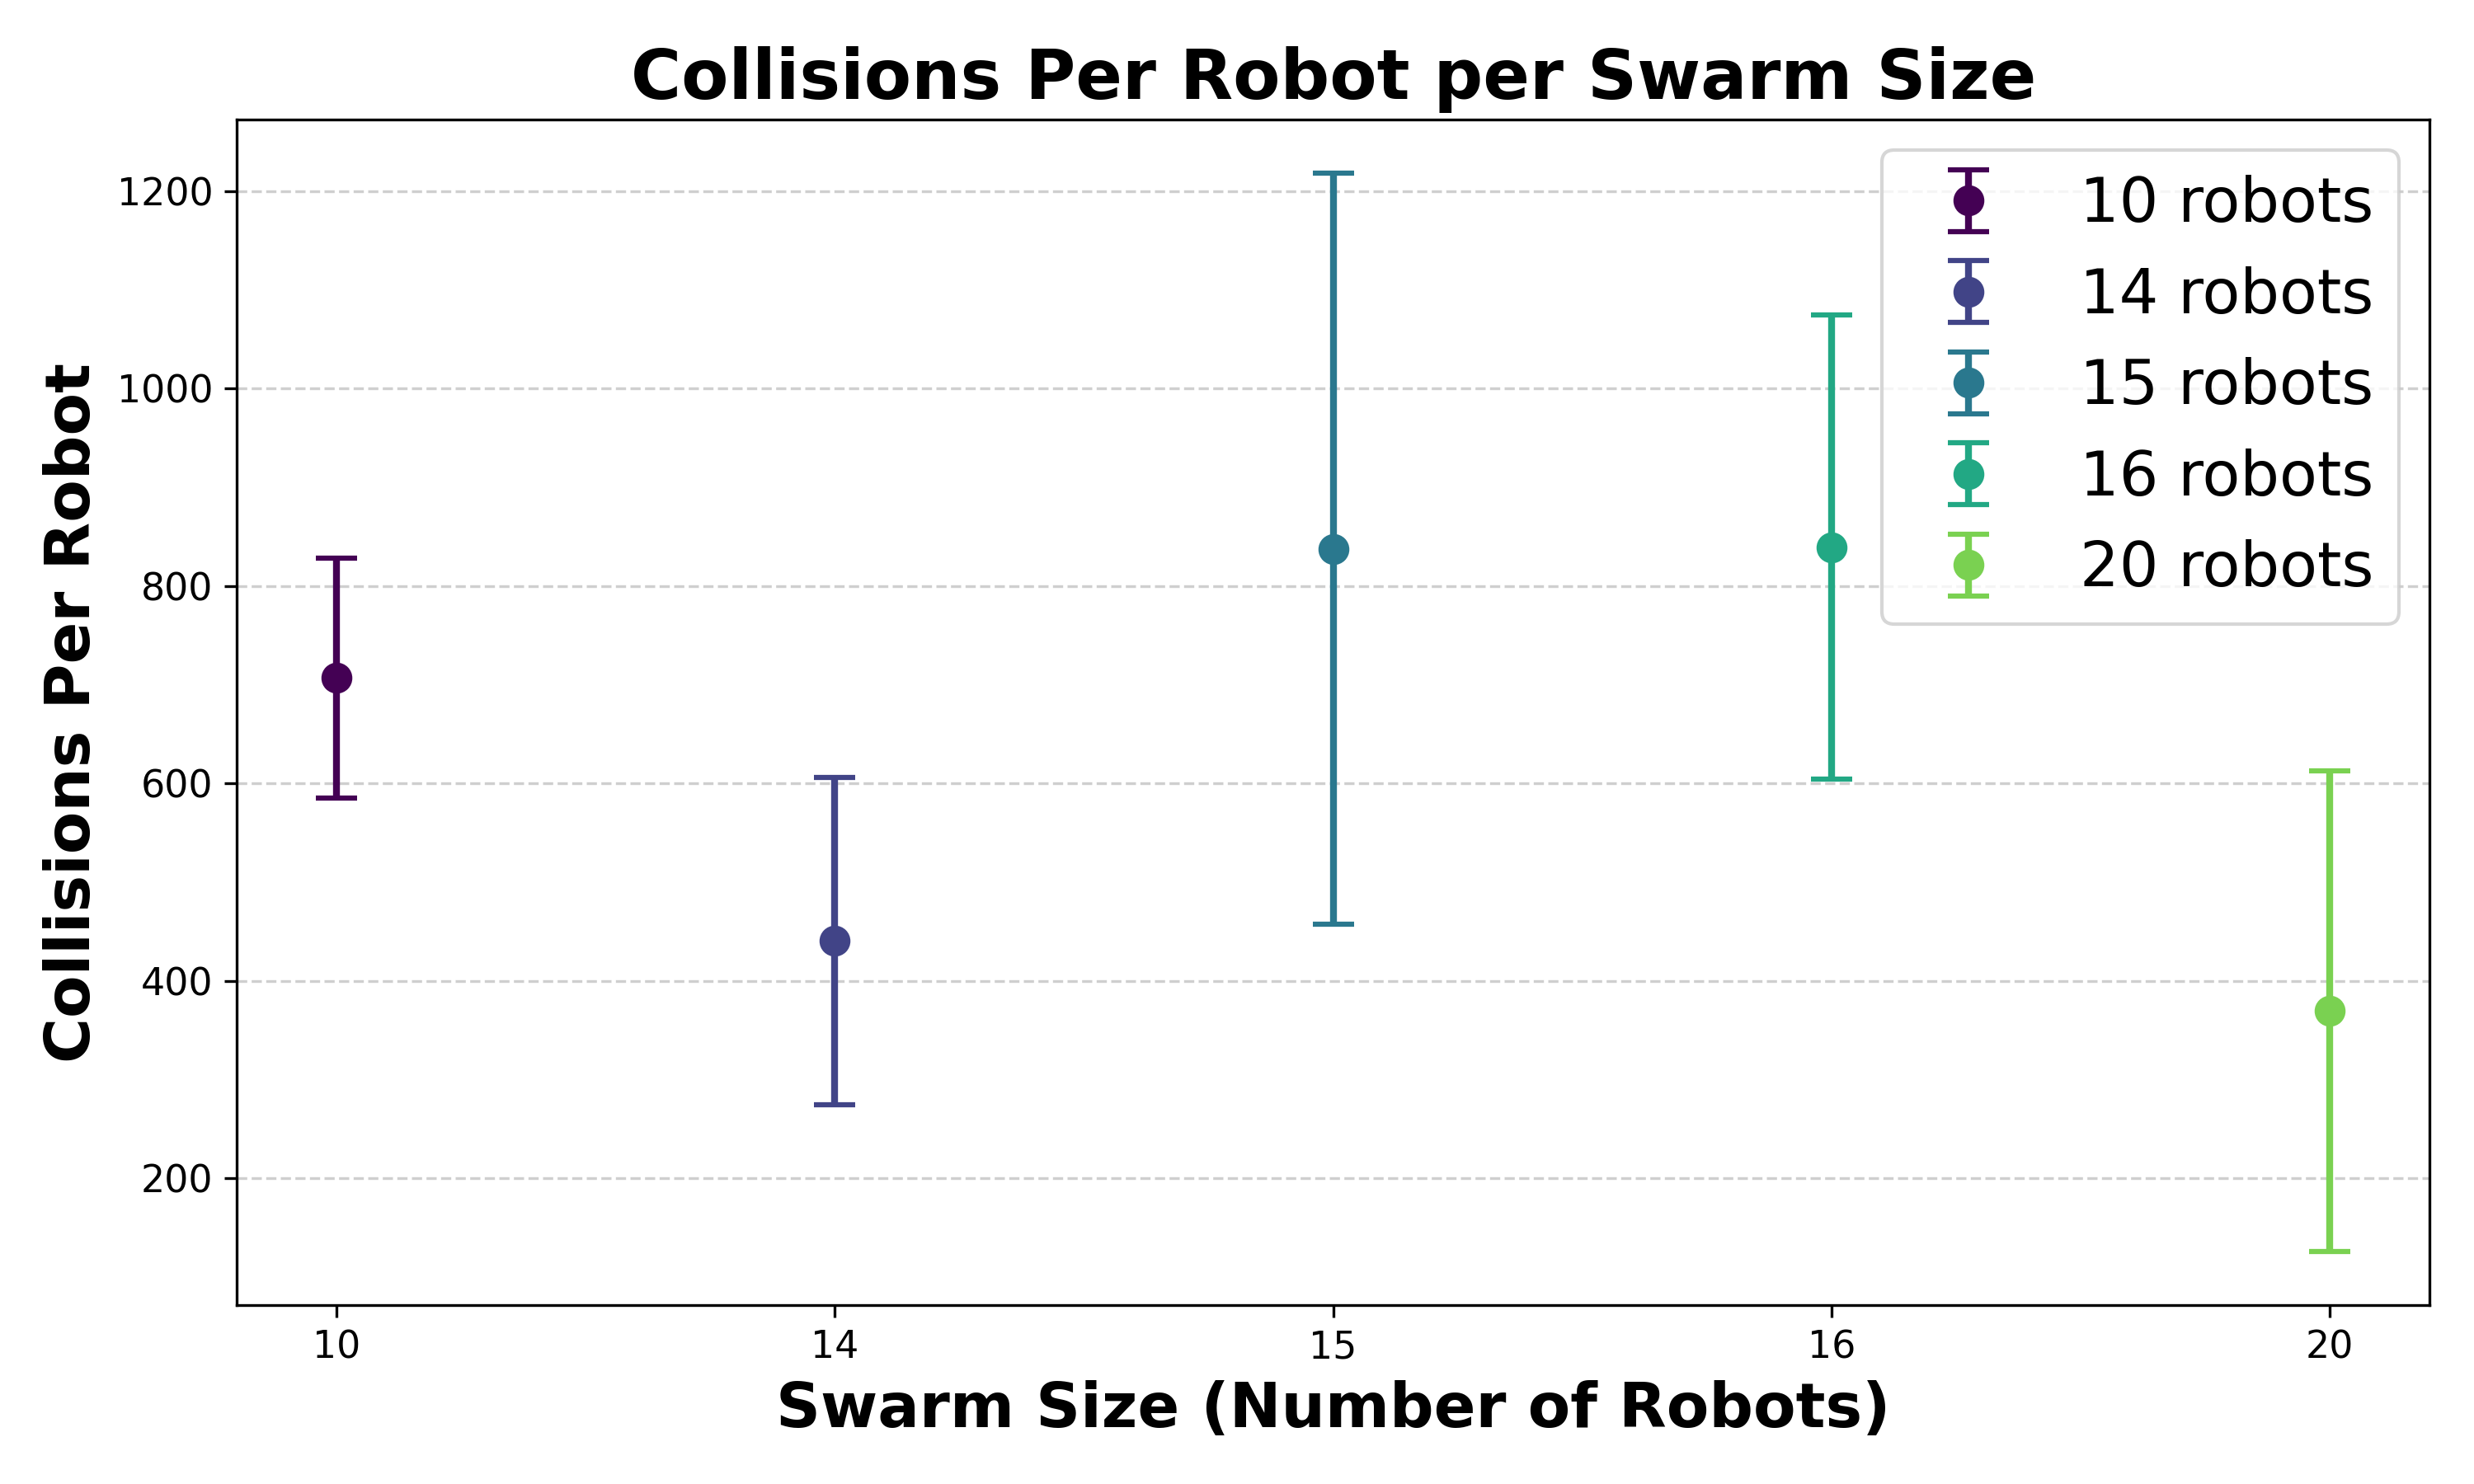 Collisions Per Robot per Swarm Size
Collisions Per Robot
1200
1000
800
600
400
200
10 robots
14 robots
15 robots
16 robots
20 robots
10 14 15 16 20
Swarm Size (Number of Robots)